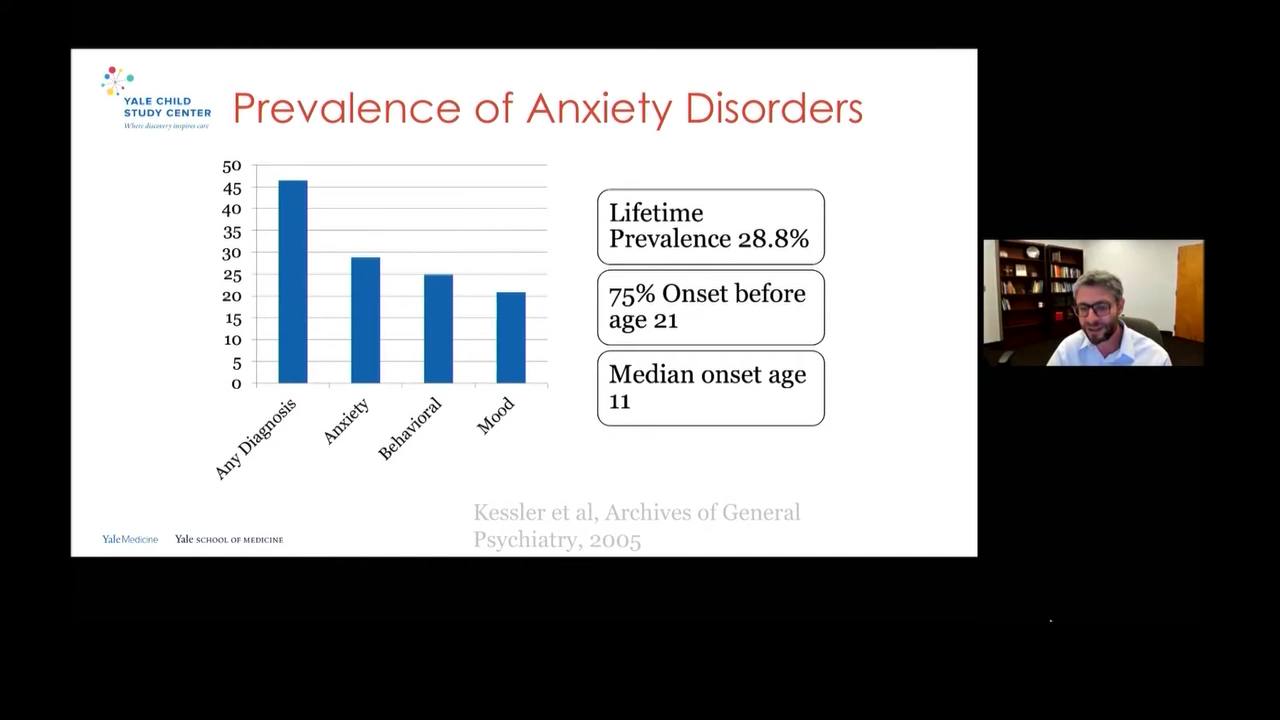 YALE CHILD
STUDY CENTER
Where discovery inspires care
Prevalence of Anxiety Disorders
50
45
40
35
30
25
20
15
10
5
0
Any Diagnosis
Anxiety
Behavioral
Mood
Lifetime
Prevalence 28.8%
75% Onset before
age 21
Median onset age
11
Kessler et al, Archives of General
Psychiatry, 2005
YaleMedicine
Yale SCHOOL OF MEDICINE